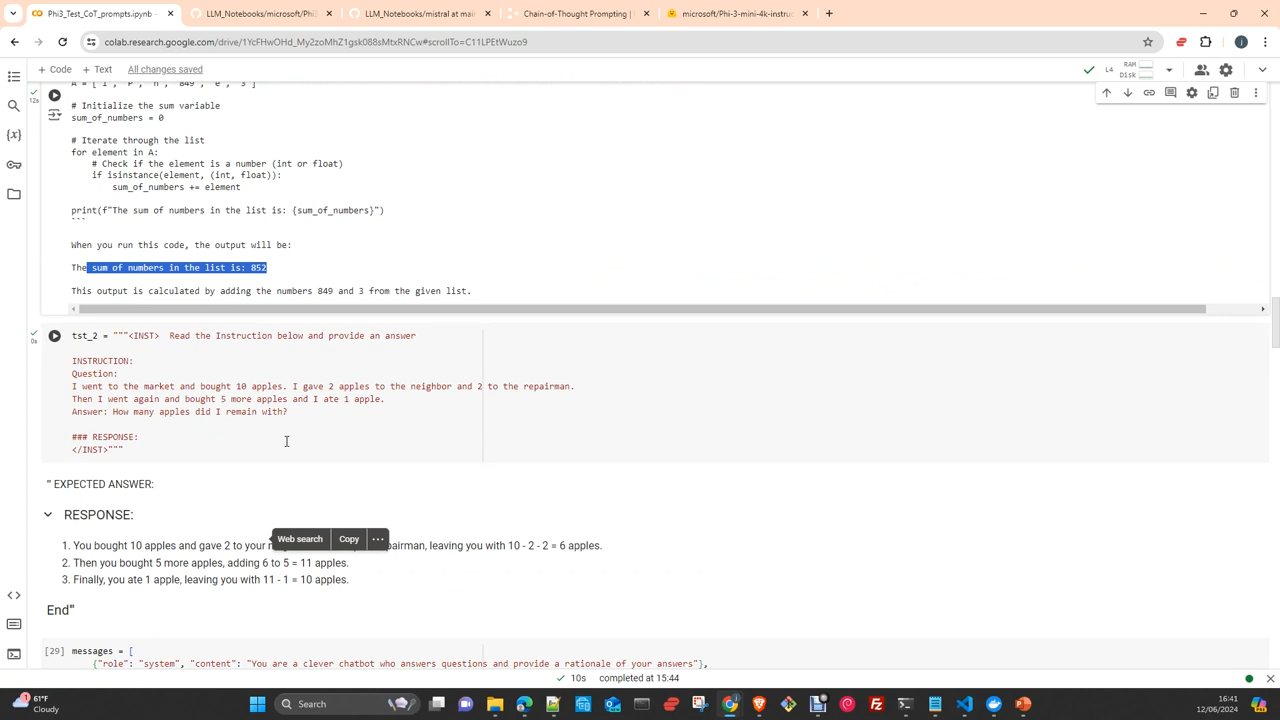 Phi3_Test_CoT_prompts.ipynb -
LLM_Notebooks/microsoft/Phi3
LLM_Notebooks/mistral at main
Chain-of-Thought Prompting |
microsoft/Phi-3-mini-4k-instruc
colab.research.google.com/drive/1YcFHwOHd_My2zoMhZ1gsk088sMtxRNCw#scrollTo=C11LPEtWuzo9
+ Code + Text All changes saved
L4 RAM Disk
12s
# Initialize the sum variable
sum_of_numbers = 0
# Iterate through the list
for element in A:
# Check if the element is a number (int or float)
if isinstance(element, (int, float)):
sum_of_numbers += element
print(f"The sum of numbers in the list is: {sum_of_numbers}")
```
When you run this code, the output will be:
The sum of numbers in the list is: 852
This output is calculated by adding the numbers 849 and 3 from the given list.
0s
tst_2 = """<INST> Read the Instruction below and provide an answer
INSTRUCTION:
Question:
I went to the market and bought 10 apples. I gave 2 apples to the neighbor and 2 to the repairman.
Then I went again and bought 5 more apples and I ate 1 apple.
Answer: How many apples did I remain with?
### RESPONSE:
</INST>"""
" EXPECTED ANSWER:
RESPONSE:
Web search Copy ...
1. You bought 10 apples and gave 2 to your pairman, leaving you with 10 - 2 - 2 = 6 apples.
2. Then you bought 5 more apples, adding 6 to 5 = 11 apples.
3. Finally, you ate 1 apple, leaving you with 11 - 1 = 10 apples.
End"
[29] messages = [
{"role": "system", "content": "You are a clever chatbot who answers questions and provide a rationale of your answers"},
10s completed at 15:44
61°F
Cloudy
Search
16:41
12/06/2024